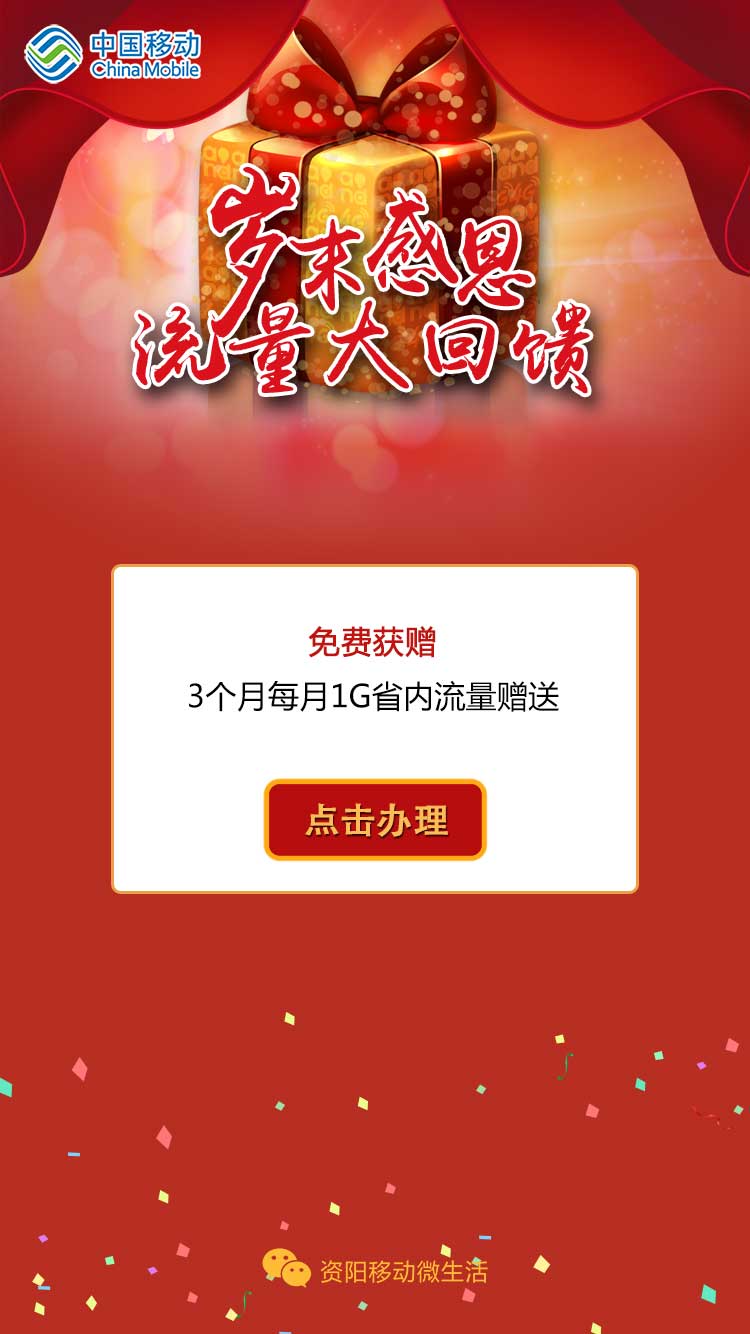 中国移动
China Mobile
岁末感恩
流量大回馈
免费获赠
3个月每月1G省内流量赠送
点击办理
资阳移动微生活